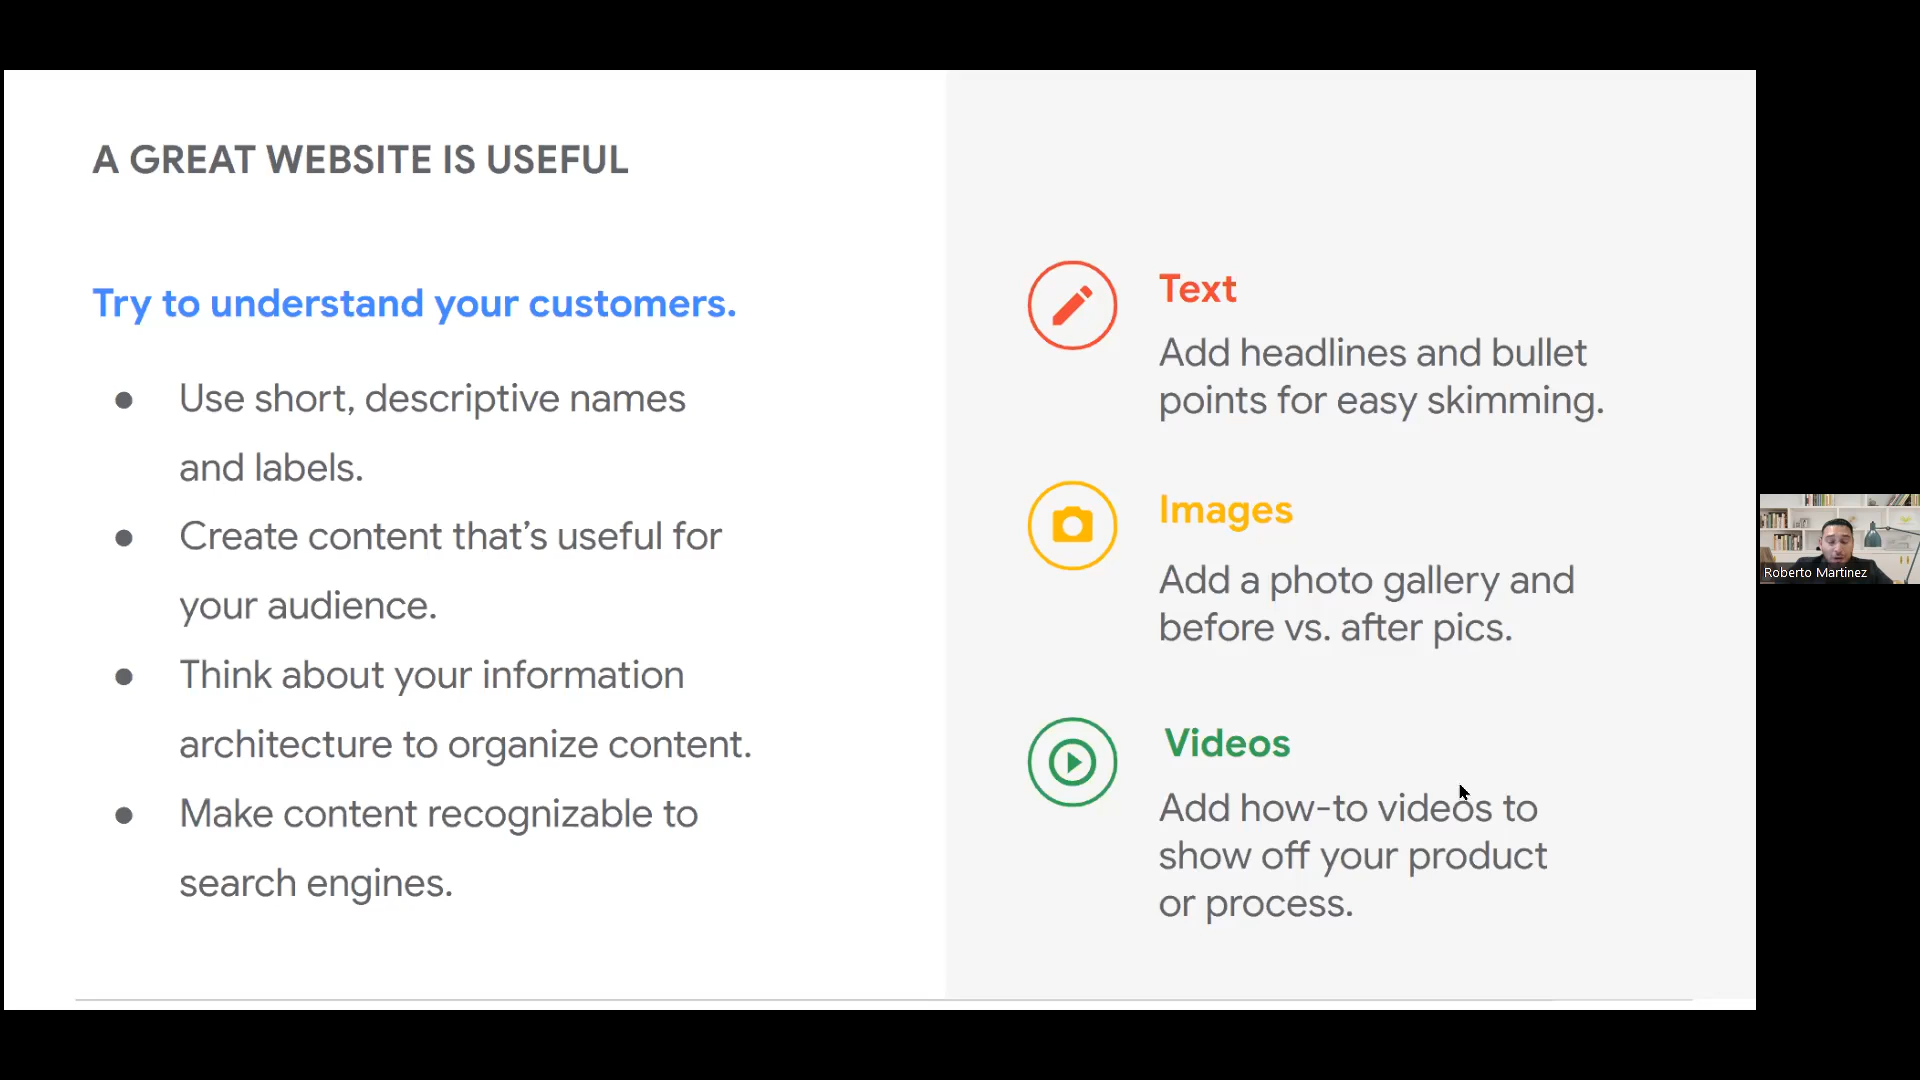 A GREAT WEBSITE IS USEFUL
Try to understand your customers.
● Use short, descriptive names
and labels.
● Create content that’s useful for
your audience.
● Think about your information
architecture to organize content.
● Make content recognizable to
search engines.
Text
Add headlines and bullet
points for easy skimming.
Images
Add a photo gallery and
before vs. after pics.
Videos
Add how-to videos to
show off your product
or process.
Roberto Martinez